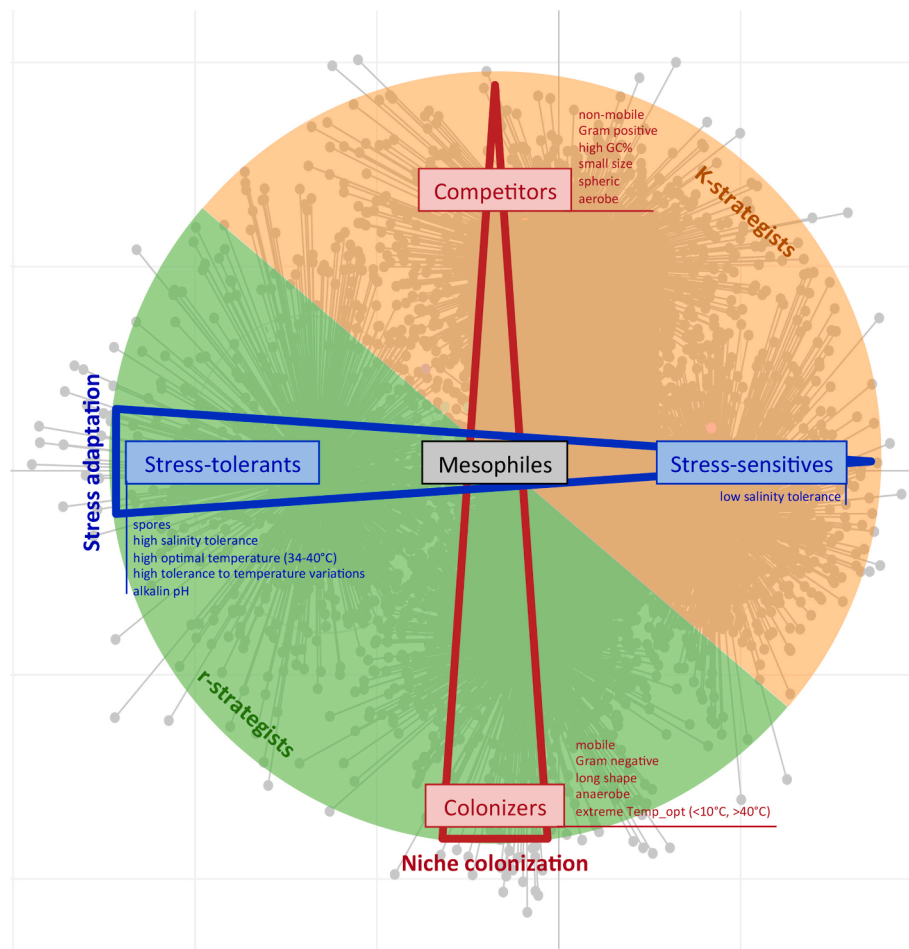 non-mobile
Gram positive
high GC%
small size
spheric
aerobe
Competitors
K-strategists
Stress adaptation
Stress-tolerants
Mesophiles
Stress-sensitives
low salinity tolerance
spores
high salinity tolerance
high optimal temperature (34-40°C)
high tolerance to temperature variations
alkalin pH
r-strategists
mobile
Gram negative
long shape
anaerobe
extreme Temp_opt (<10°C, >40°C)
Colonizers
Niche colonization